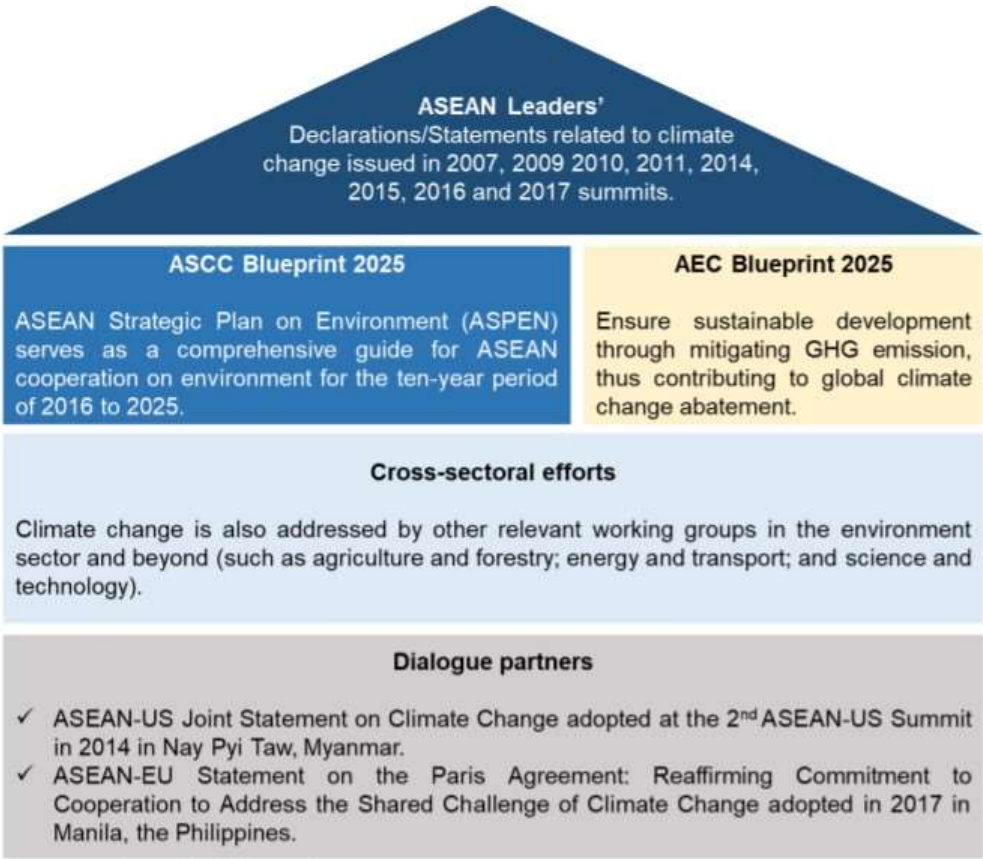 ASEAN Leaders'
Declarations/Statements related to climate
change issued in 2007, 2009 2010, 2011, 2014,
2015, 2016 and 2017 summits.
ASCC Blueprint 2025
ASEAN Strategic Plan on Environment (ASPEN)
serves as a comprehensive guide for ASEAN
cooperation on environment for the ten-year period
of 2016 to 2025.
AEC Blueprint 2025
Ensure sustainable development
through mitigating GHG emission,
thus contributing to global climate
change abatement.
Cross-sectoral efforts
Climate change is also addressed by other relevant working groups in the environment
sector and beyond (such as agriculture and forestry; energy and transport; and science and
technology).
Dialogue partners
✓ ASEAN-US Joint Statement on Climate Change adopted at the 2nd ASEAN-US Summit
in 2014 in Nay Pyi Taw, Myanmar.
✓ ASEAN-EU Statement on the Paris Agreement: Reaffirming Commitment to
Cooperation to Address the Shared Challenge of Climate Change adopted in 2017 in
Manila, the Philippines.